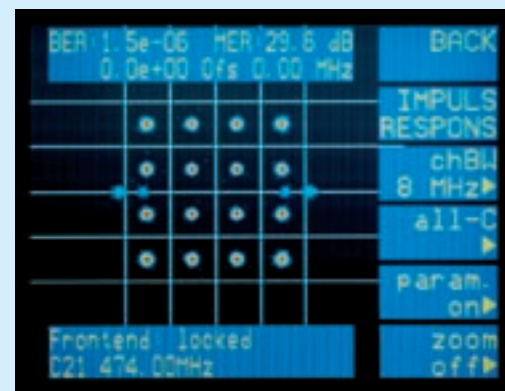 BER:1.5e-06 MER:29.6 dB
0.0e+00 Ofs 0.00 MHz
BACK
IMPULS
RESPONS
chBW
8 MHz
all-C
param.
on
zoom
off
Frontend: locked
C21 474.00MHz